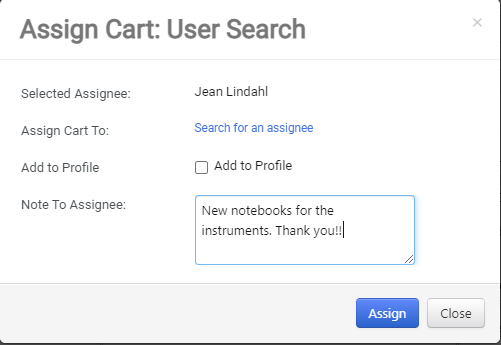 Assign Cart: User Search
×
Selected Assignee: Jean Lindahl
Assign Cart To: Search for an assignee
Add to Profile Add to Profile
Note To Assignee: New notebooks for the
instruments. Thank you!!
Assign Close